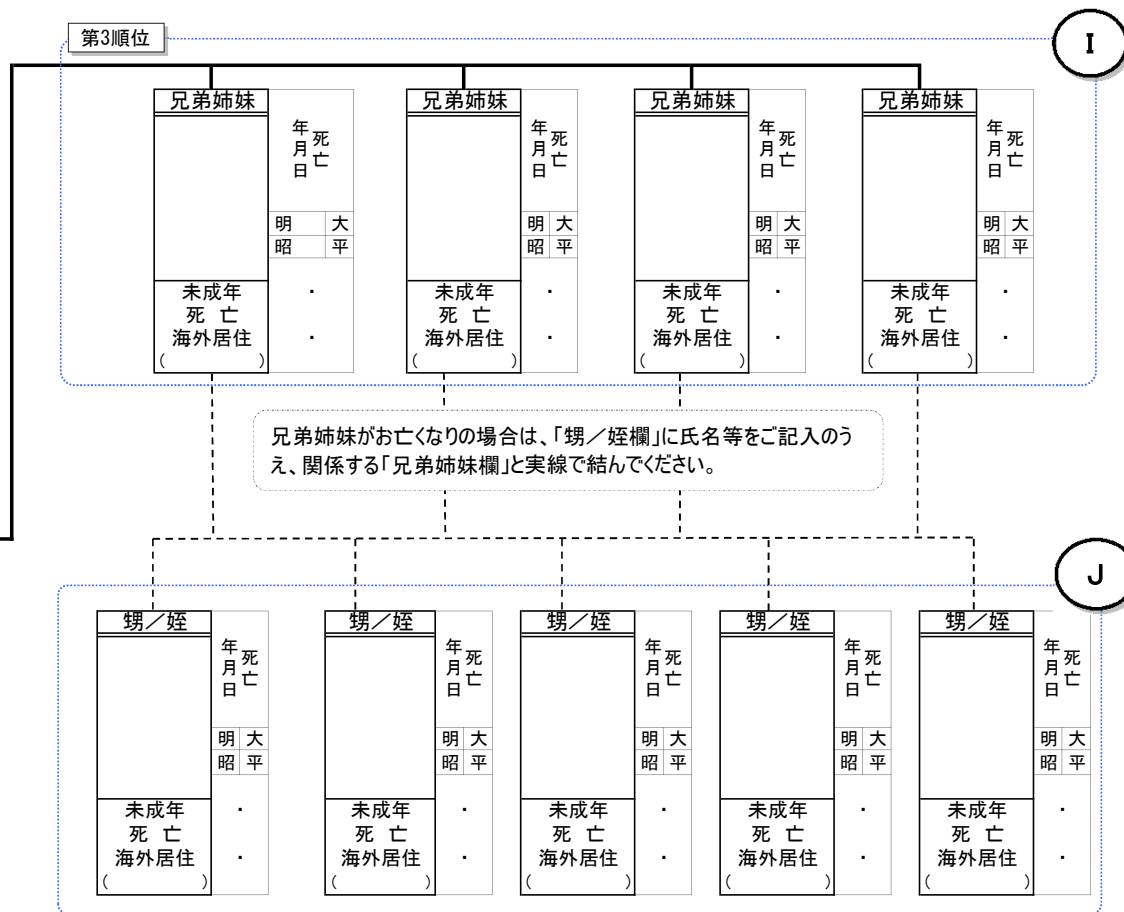 第3順位
I
兄弟姉妹 兄弟姉妹 兄弟姉妹 兄弟姉妹
死亡年月日 死亡年月日 死亡年月日 死亡年月日
明 大 明 大 明 大 明 大
昭 平 昭 平 昭 平 昭 平
未成年 ・ 未成年 ・ 未成年 ・ 未成年 ・
死 亡 死 亡 死 亡 死 亡
海外居住 ・ 海外居住 ・ 海外居住 ・ 海外居住 ・
( ) ( ) ( ) ( )
兄弟姉妹がお亡くなりの場合は、「甥/姪欄」に氏名等をご記入のう
え、関係する「兄弟姉妹欄」と実線で結んでください。
J
甥/姪 甥/姪 甥/姪 甥/姪 甥/姪
死亡年月日 死亡年月日 死亡年月日 死亡年月日 死亡年月日
明 大 明 大 明 大 明 大 明 大
昭 平 昭 平 昭 平 昭 平 昭 平
未成年 ・ 未成年 ・ 未成年 ・ 未成年 ・ 未成年 ・
死 亡 死 亡 死 亡 死 亡 死 亡
海外居住 ・ 海外居住 ・ 海外居住 ・ 海外居住 ・ 海外居住 ・
( ) ( ) ( ) ( ) ( )